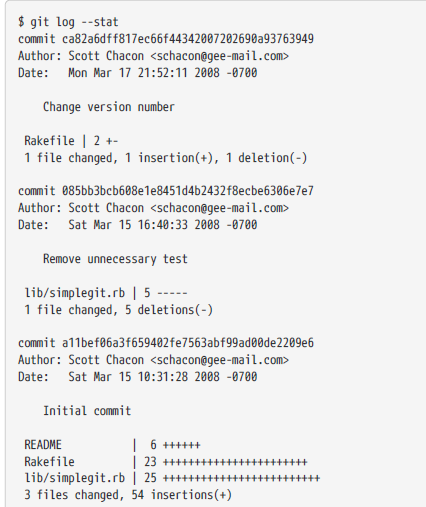 $ git log --stat
commit ca82a6dff817ec66f44342007202690a93763949
Author: Scott Chacon <schacon@gee-mail.com>
Date:   Mon Mar 17 21:52:11 2008 -0700

    Change version number

 Rakefile | 2 +-
 1 file changed, 1 insertion(+), 1 deletion(-)

commit 085bb3bcb608e1e8451d4b2432f8ecbe6306e7e7
Author: Scott Chacon <schacon@gee-mail.com>
Date:   Sat Mar 15 16:40:33 2008 -0700

    Remove unnecessary test

 lib/simplegit.rb | 5 -----
 1 file changed, 5 deletions(-)

commit a11bef06a3f659402fe7563abf99ad00de2209e6
Author: Scott Chacon <schacon@gee-mail.com>
Date:   Sat Mar 15 10:31:28 2008 -0700

    Initial commit

 README           |  6 ++++++
 Rakefile         | 23 +++++++++++++++++++++++
 lib/simplegit.rb | 25 +++++++++++++++++++++++++
 3 files changed, 54 insertions(+)